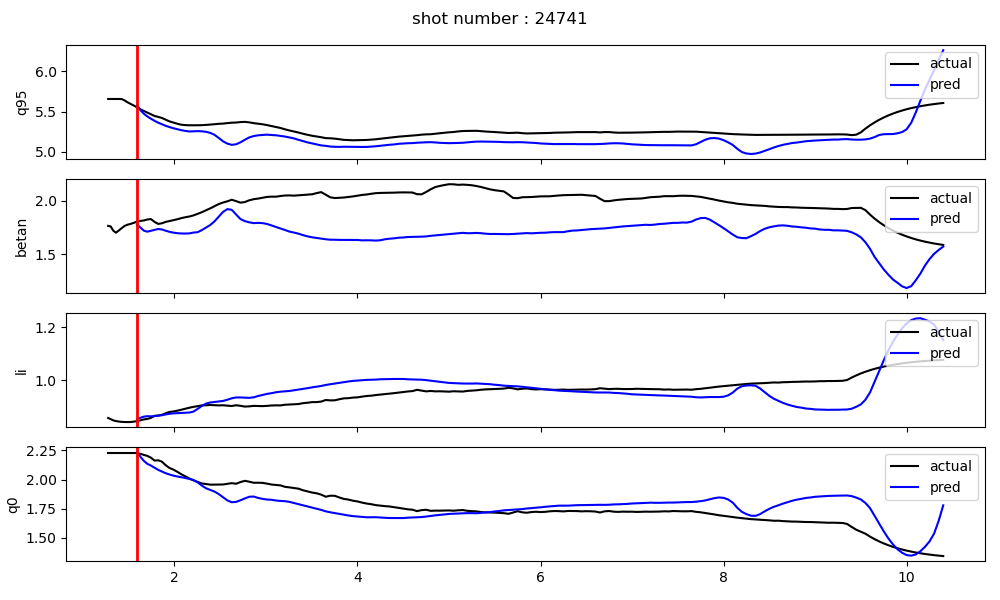 shot number : 24741
6.0
5.5
5.0
q95
actual
pred
2.0
1.5
betan
actual
pred
1.2
1.0
li
actual
pred
2.25
2.00
1.75
1.50
q0
actual
pred
2 4 6 8 10